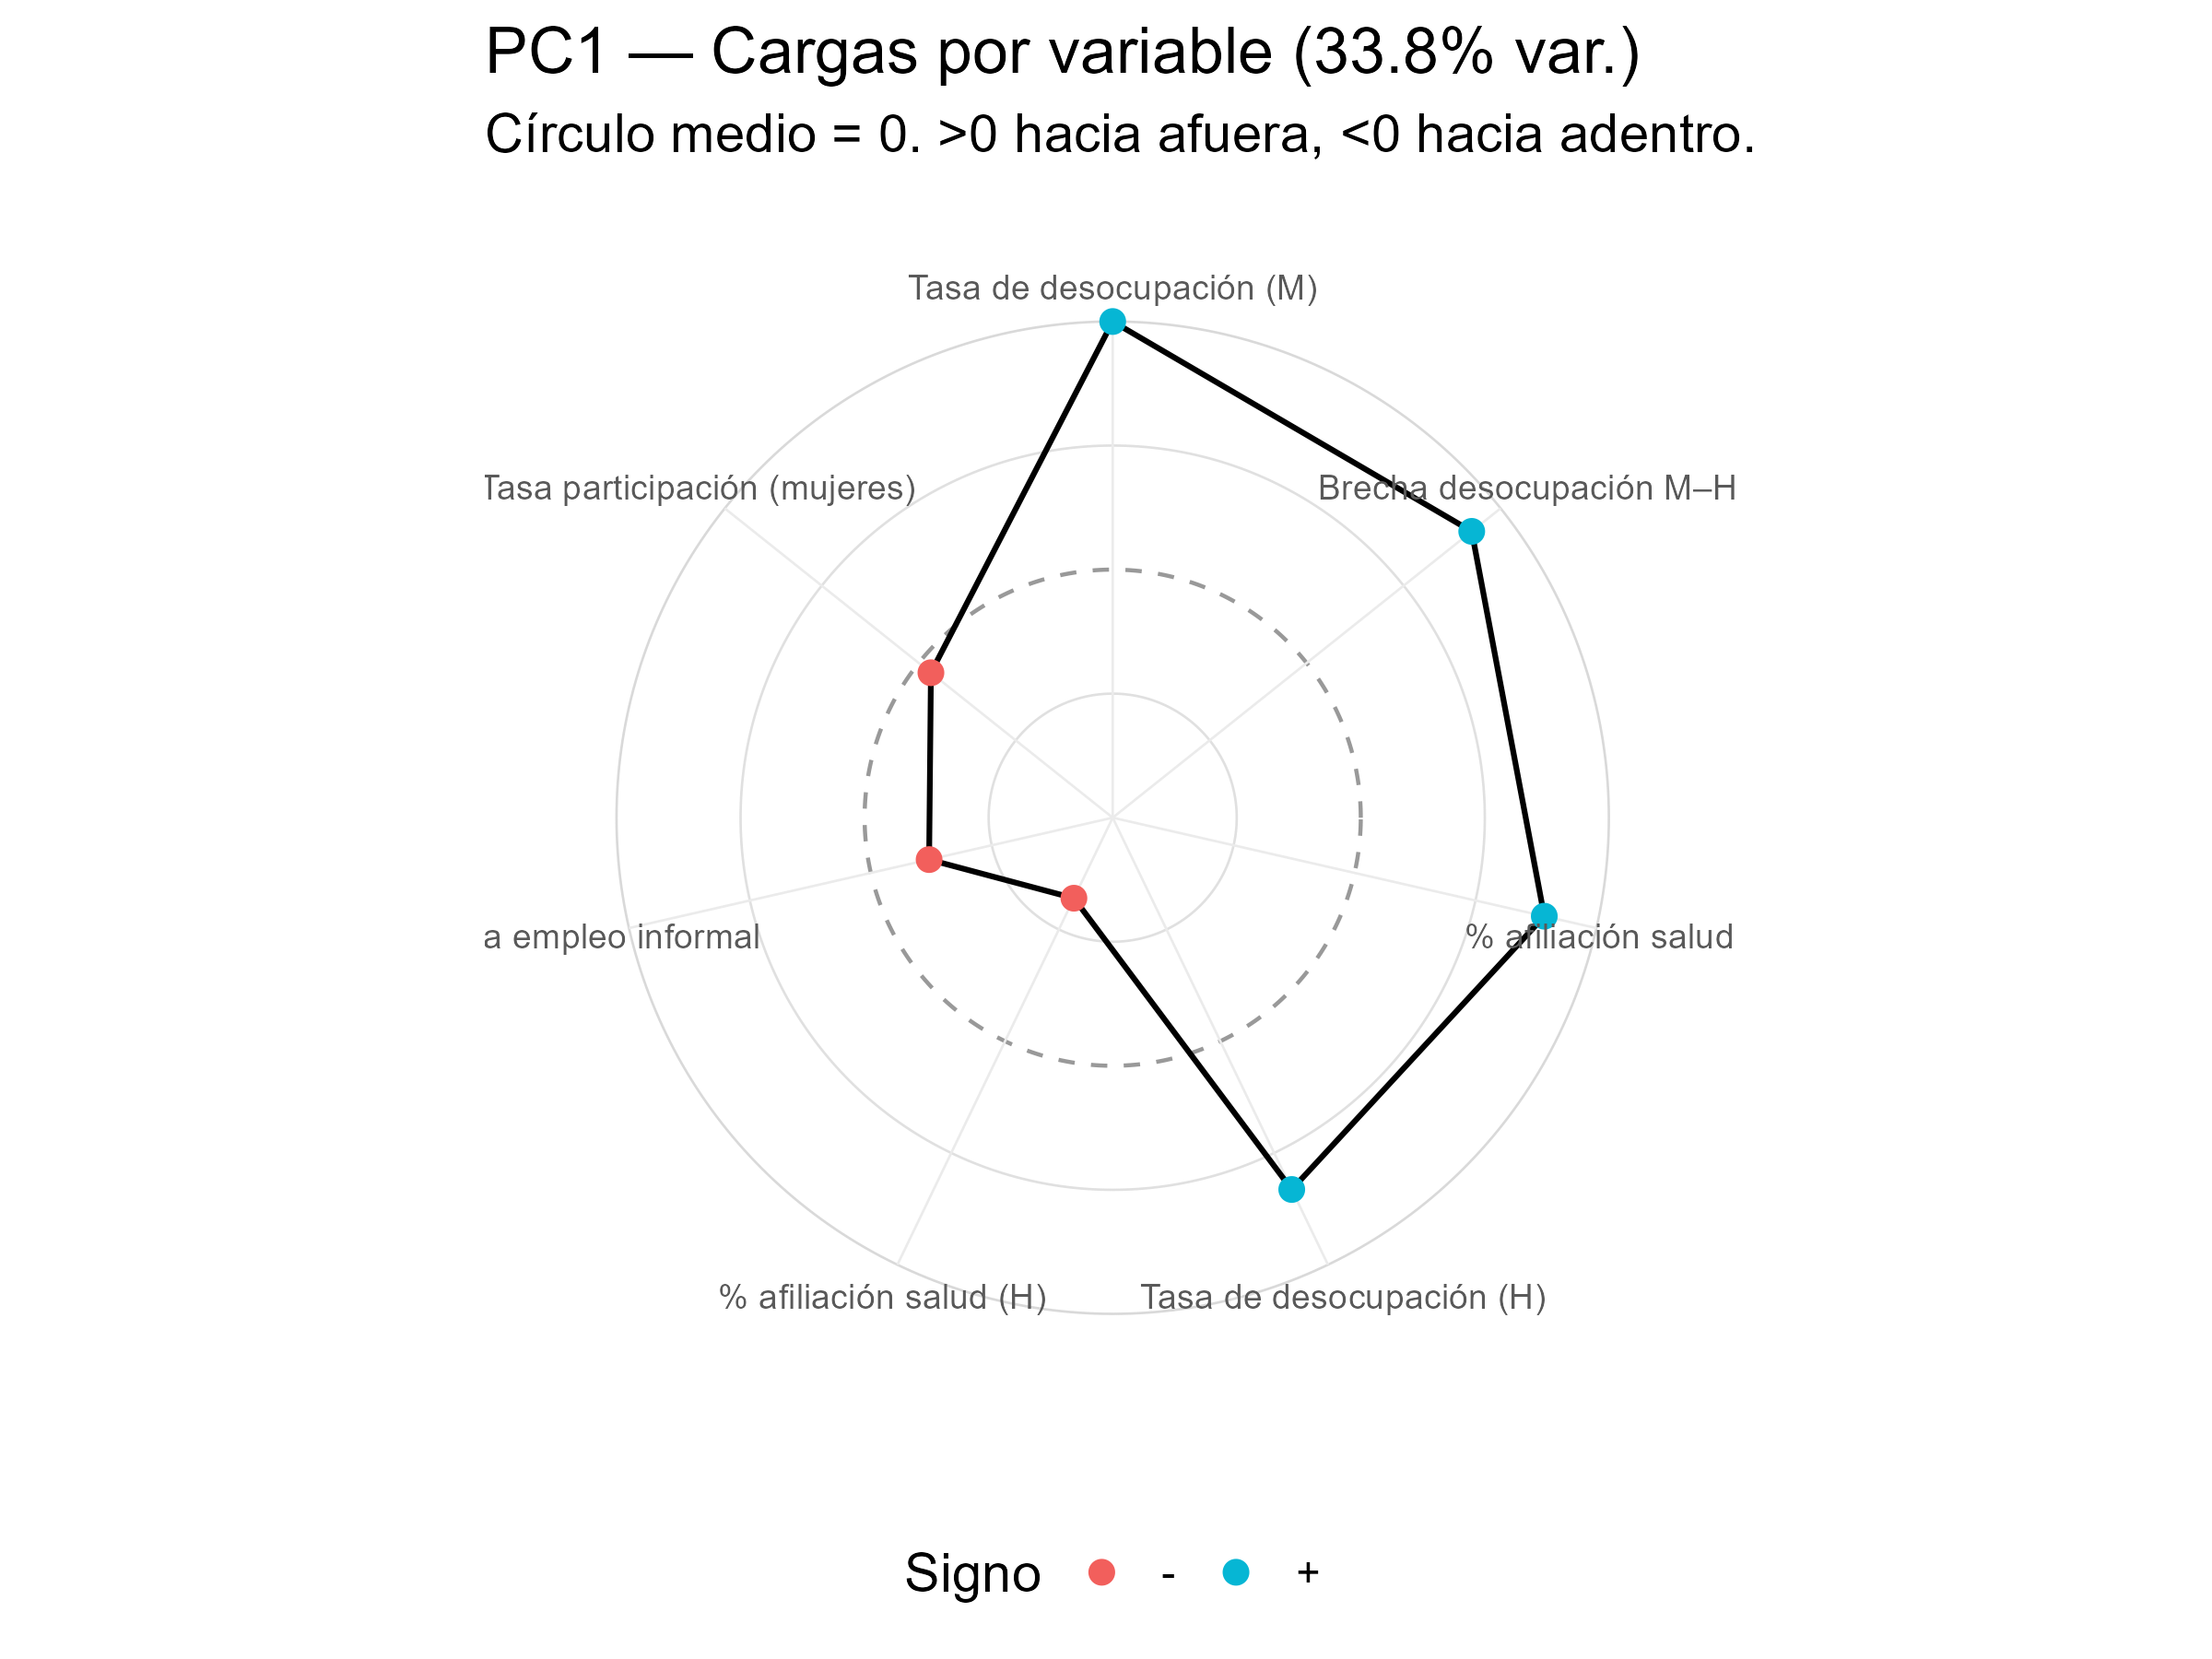 PC1 — Cargas por variable (33.8% var.)
Círculo medio = 0. >0 hacia afuera, <0 hacia adentro.
Tasa de desocupación (M)
Tasa participación (mujeres)
Brecha desocupación M–H
a empleo informal
% afiliación salud
% afiliación salud (H)
Tasa de desocupación (H)
Signo - +